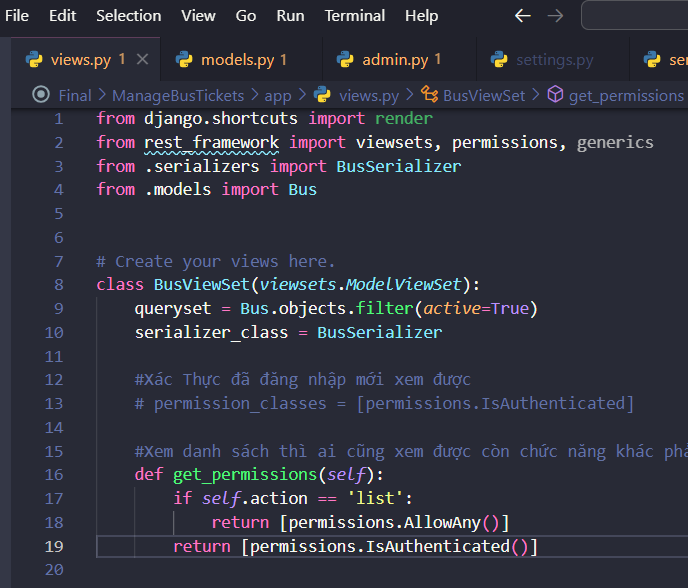 File Edit Selection View Go Run Terminal Help
views.py 1 models.py 1 admin.py 1 settings.py
Final > ManageBusTickets > app > views.py > BusViewSet > get_permissions
1 from django.shortcuts import render
2 from rest_framework import viewsets, permissions, generics
3 from .serializers import BusSerializer
4 from .models import Bus
5
6
7 # Create your views here.
8 class BusViewSet(viewsets.ModelViewSet):
9 queryset = Bus.objects.filter(active=True)
10 serializer_class = BusSerializer
11
12 #Xác Thực đã đăng nhập mới xem được
13 # permission_classes = [permissions.IsAuthenticated]
14
15 #Xem danh sách thì ai cũng xem được còn chức năng khác
16 def get_permissions(self):
17 if self.action == 'list':
18 return [permissions.AllowAny()]
19 return [permissions.IsAuthenticated()]
20